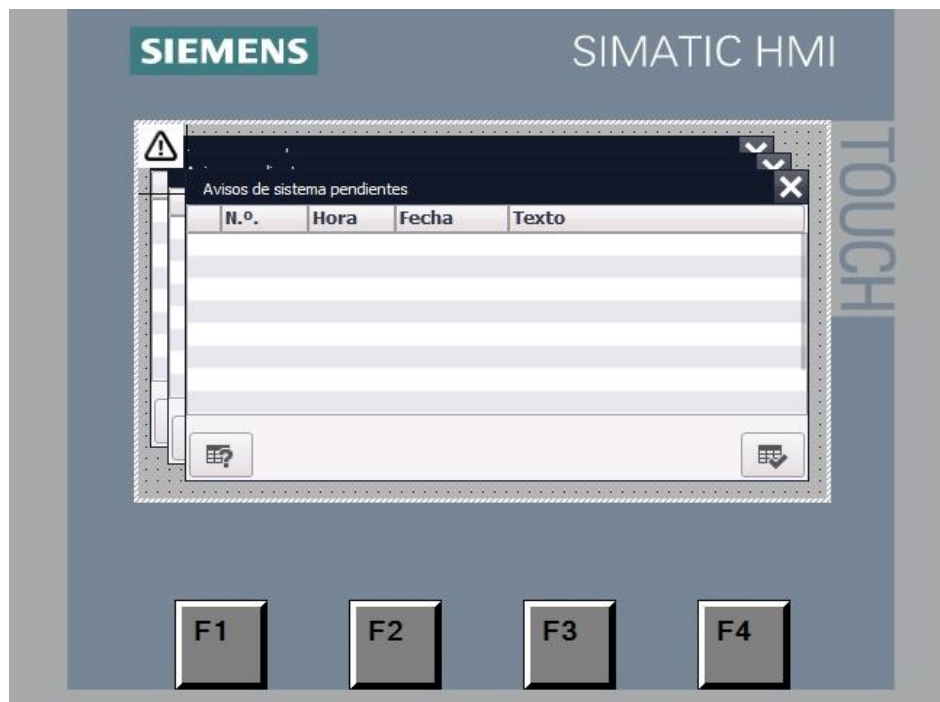 SIEMENS
SIMATIC HMI
TOUCH
Avisos de sistema pendientes
N.º. Hora Fecha Texto
F1 F2 F3 F4